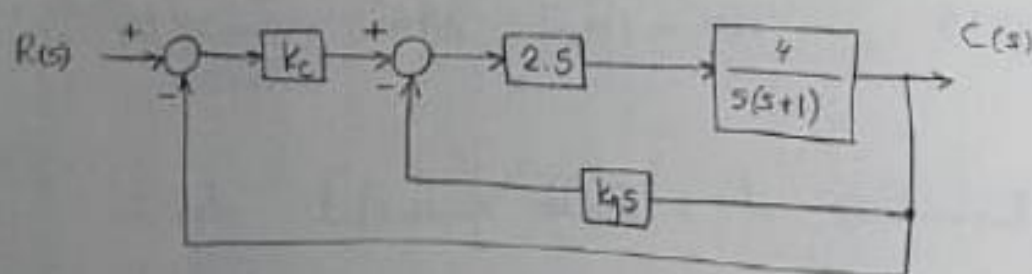 R(s) + - Kc + - 2.5 4/s(s+1) C(s)
k1s